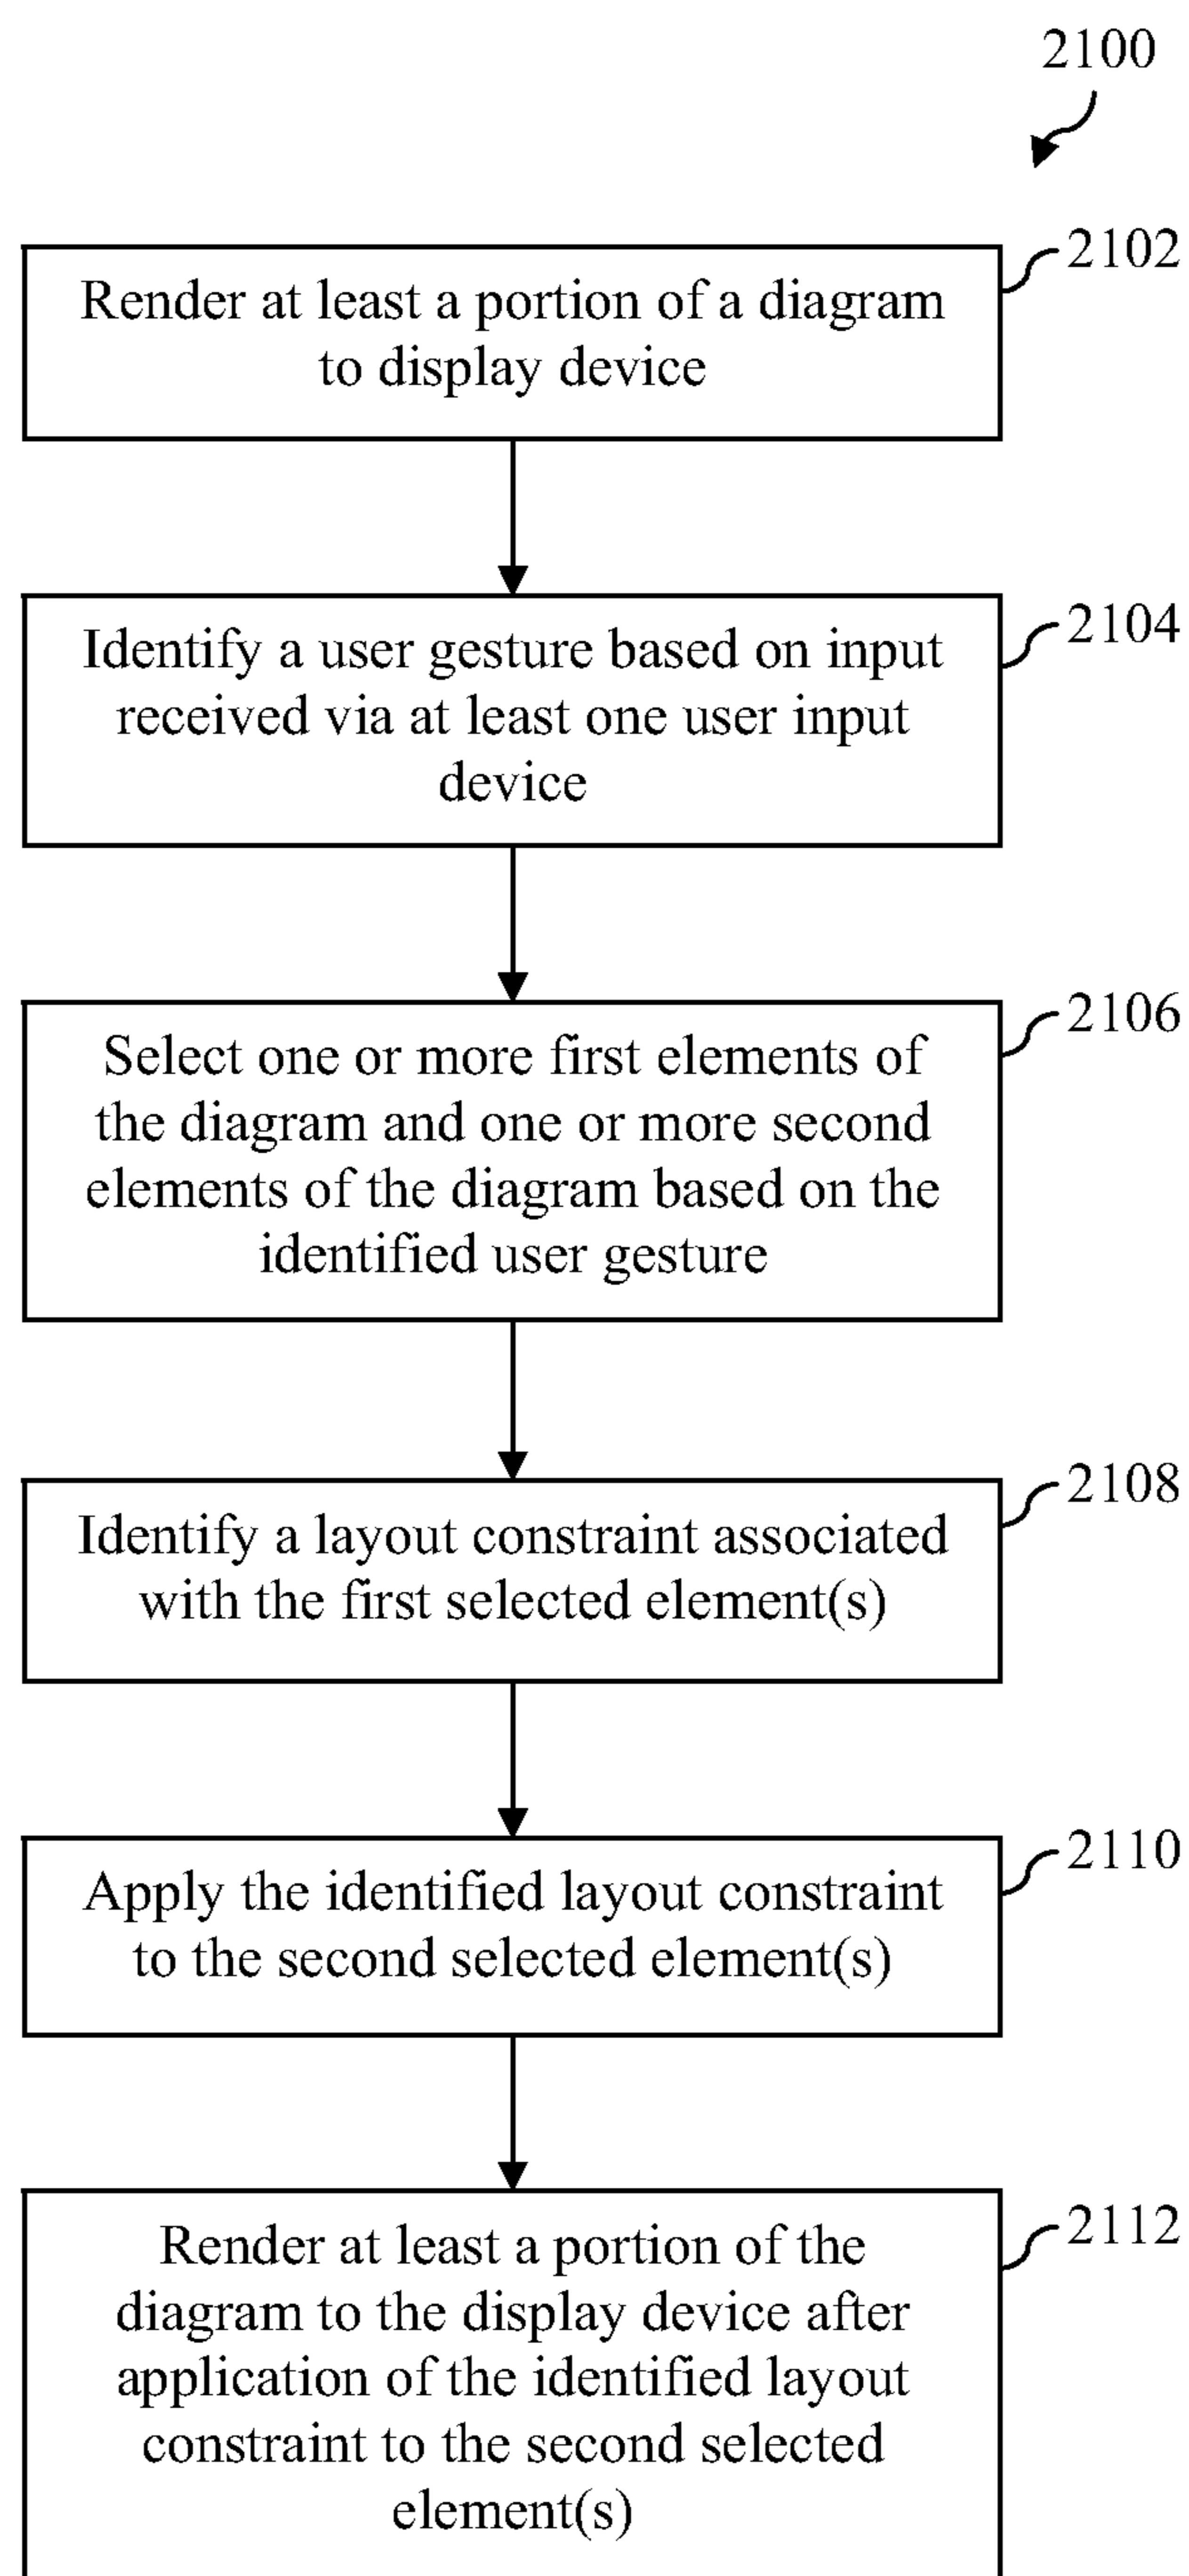 2100
2102
Render at least a portion of a diagram
to display device
2104
Identify a user gesture based on input
received via at least one user input
device
2106
Select one or more first elements of
the diagram and one or more second
elements of the diagram based on the
identified user gesture
2108
Identify a layout constraint associated
with the first selected element(s)
2110
Apply the identified layout constraint
to the second selected element(s)
2112
Render at least a portion of the
diagram to the display device after
application of the identified layout
constraint to the second selected
element(s)